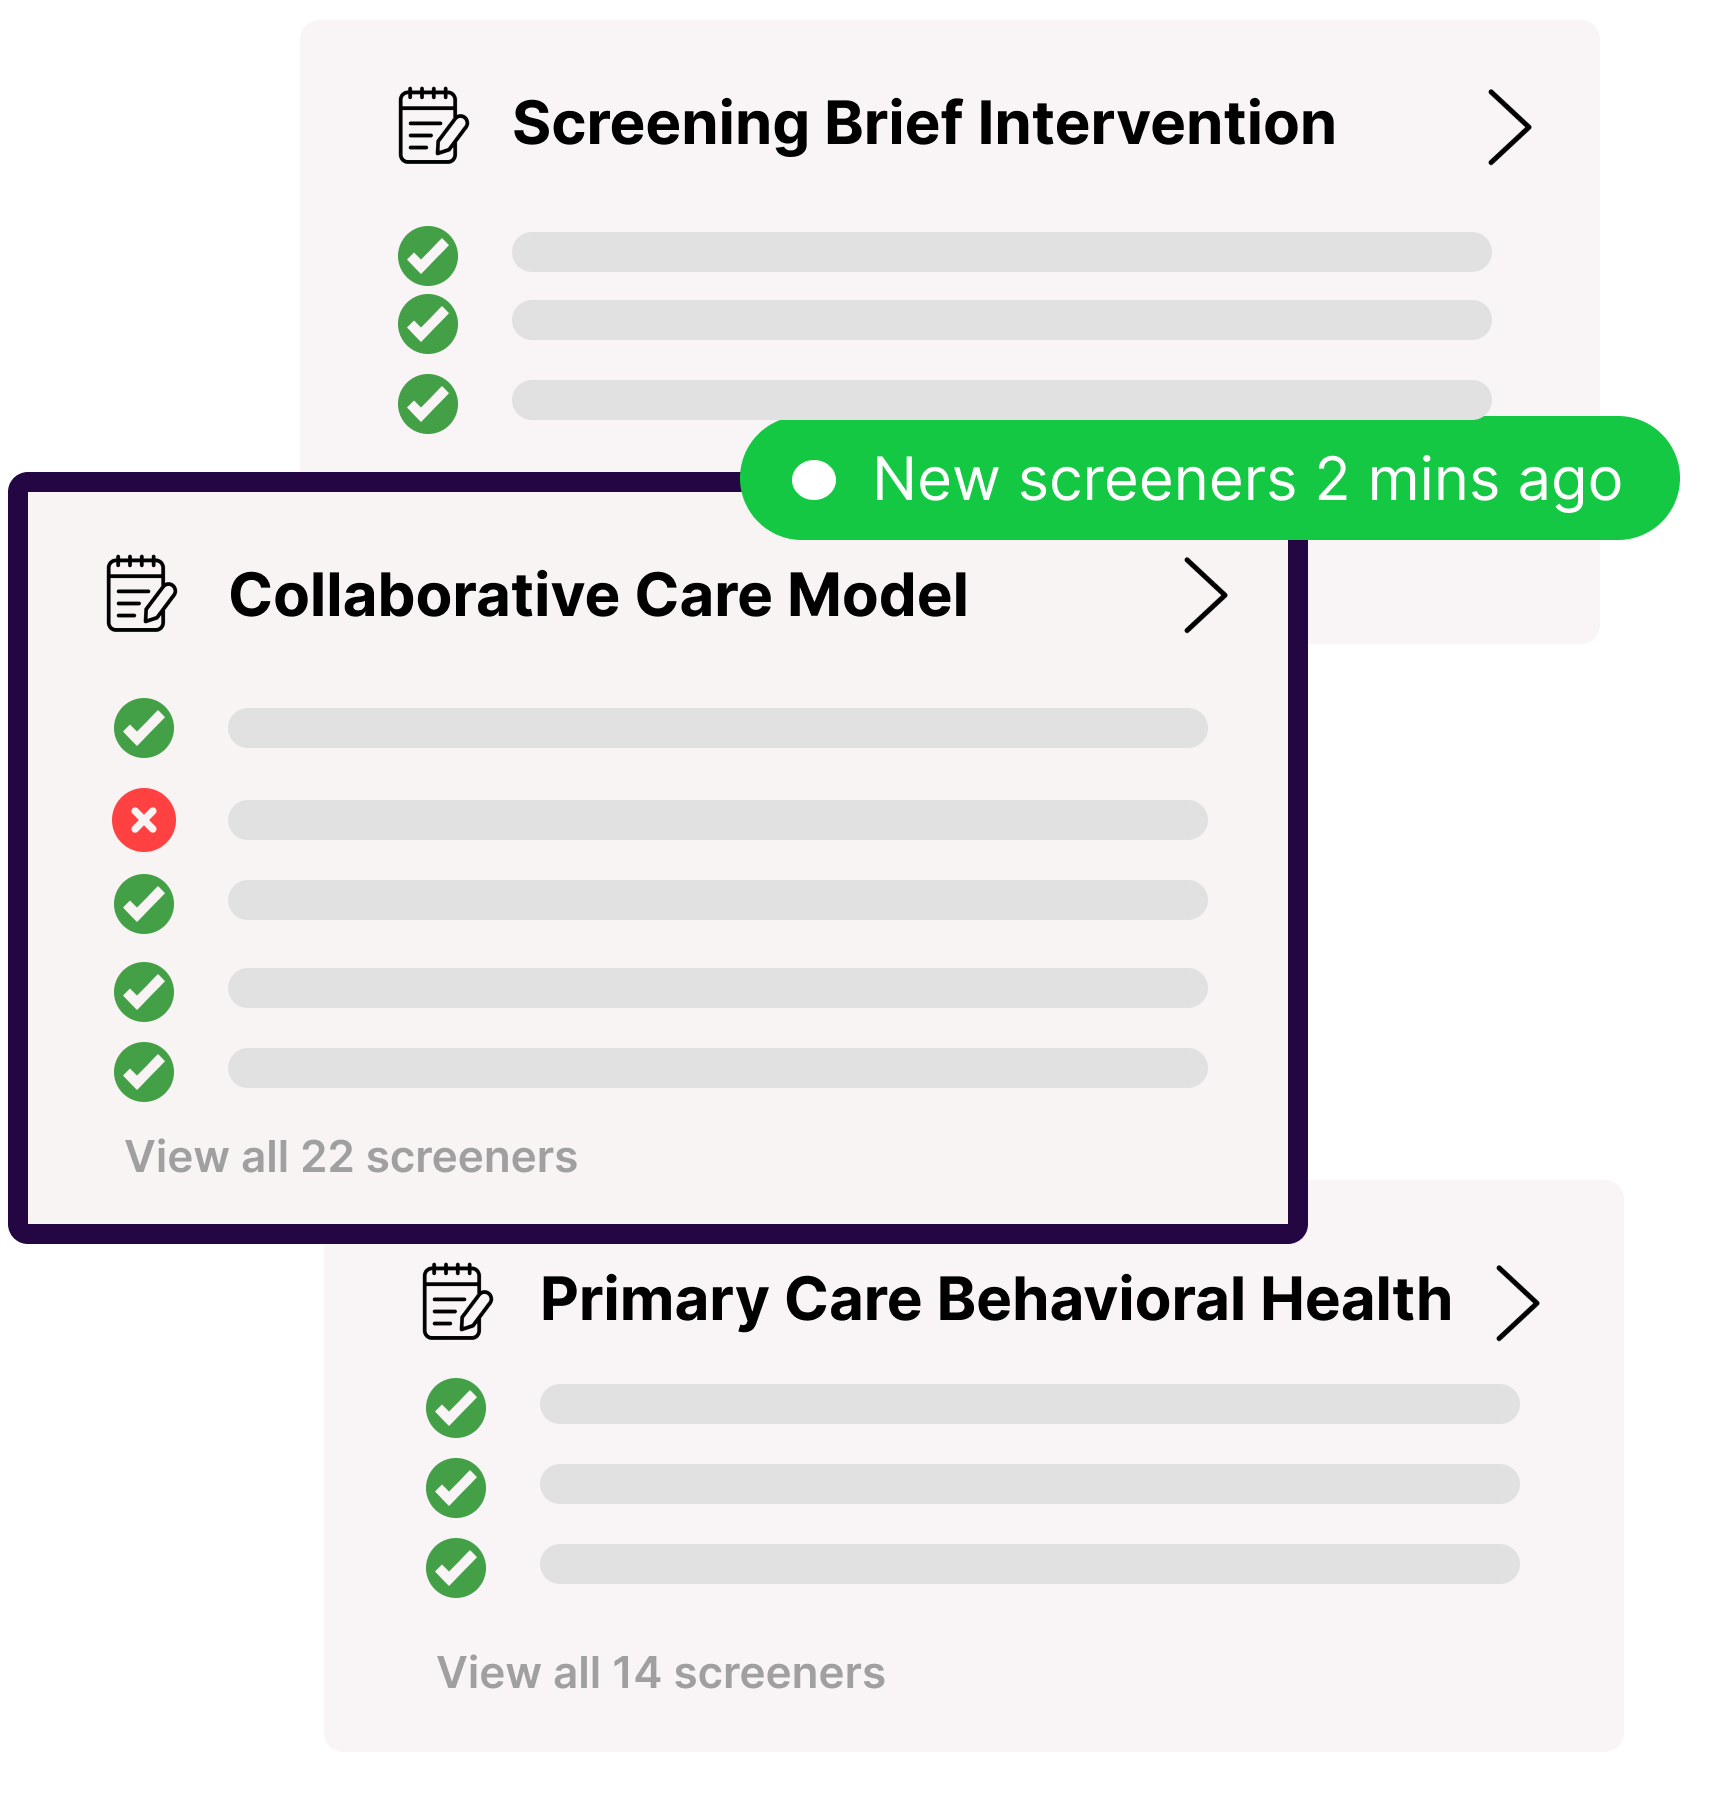 Screening Brief Intervention
New screeners 2 mins ago
Collaborative Care Model
View all 22 screeners
Primary Care Behavioral Health
View all 14 screeners